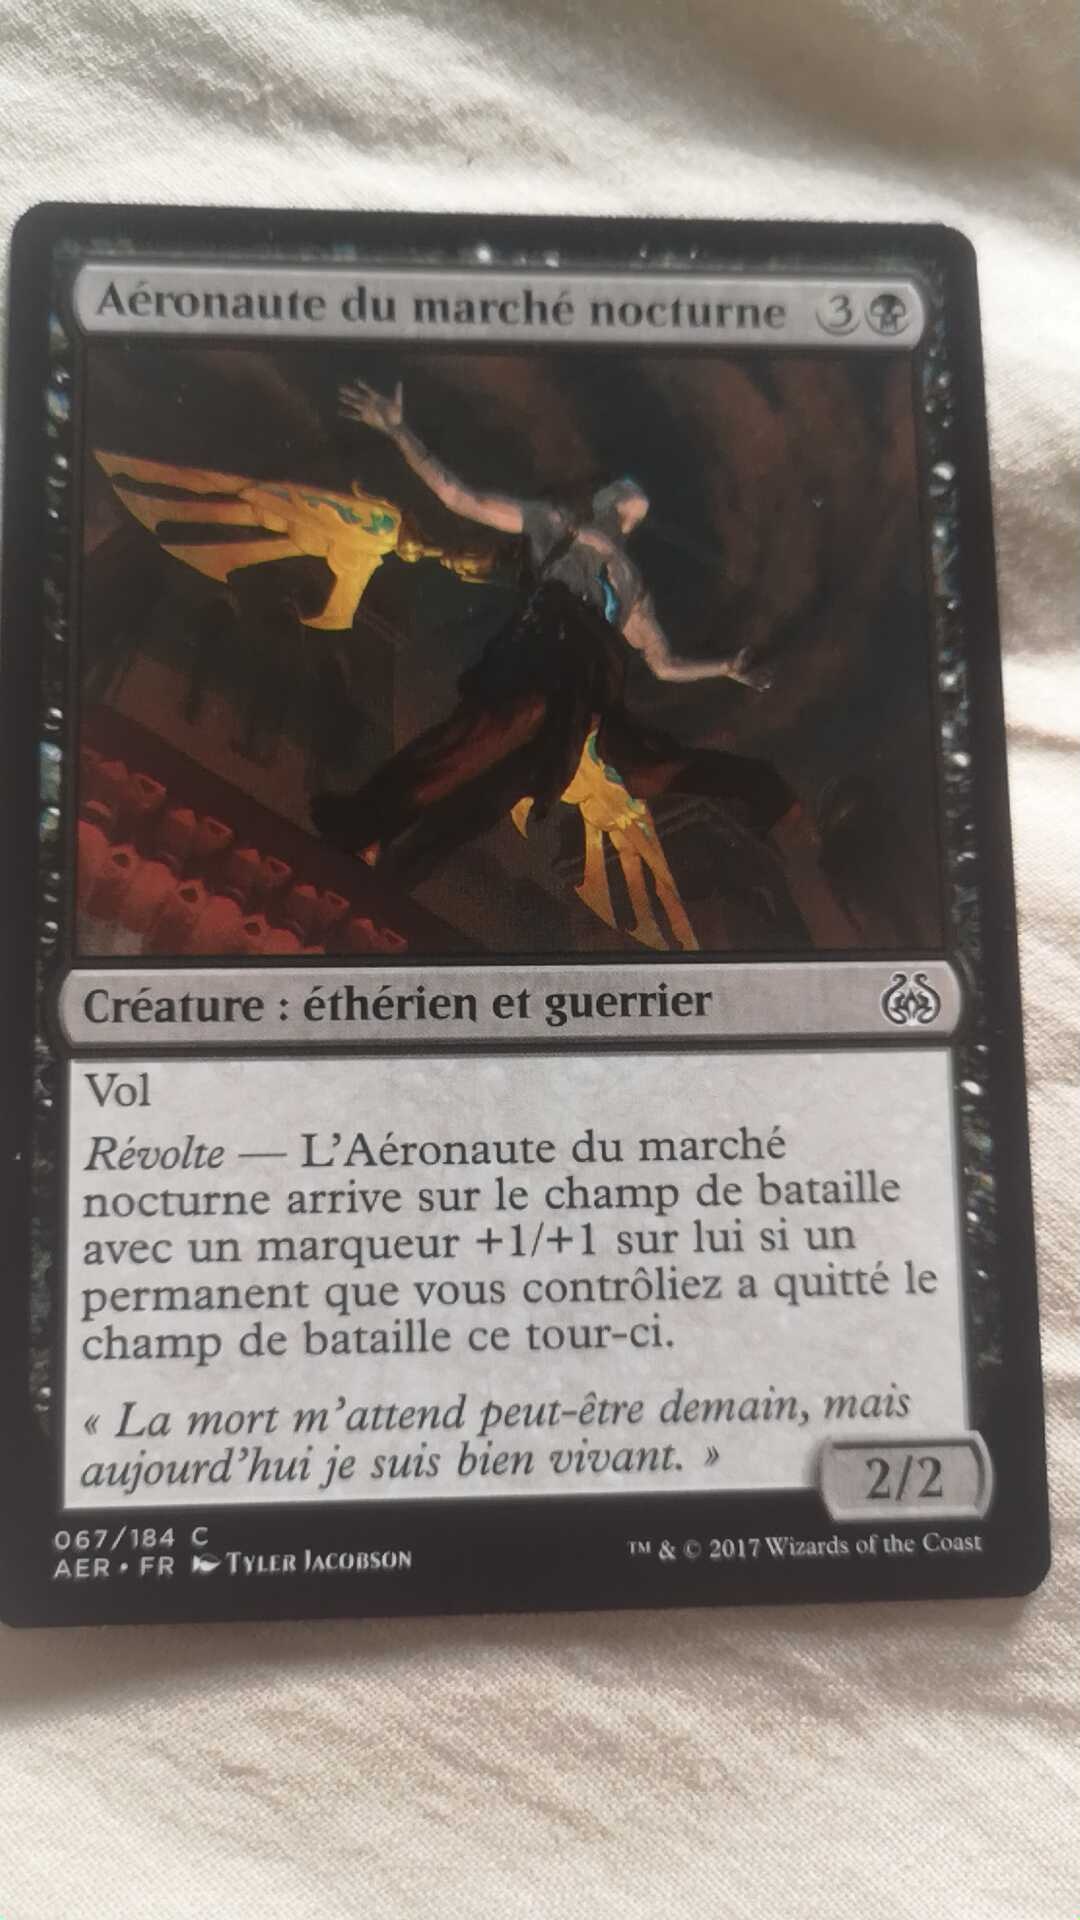 Aéronaute du marché nocturne 3
Créature : éthérien et guerrier
Vol
Révolte — L'Aéronaute du marché
nocturne arrive sur le champ de bataille
avec un marqueur +1/+1 sur lui si un
permanent que vous contrôliez a quitté le
champ de bataille ce tour-ci.
« La mort m'attend peut-être demain, mais
aujourd'hui je suis bien vivant. »
2/2
067/184 C
AER • FR Tyler Jacobson
™ & © 2017 Wizards of the Coast